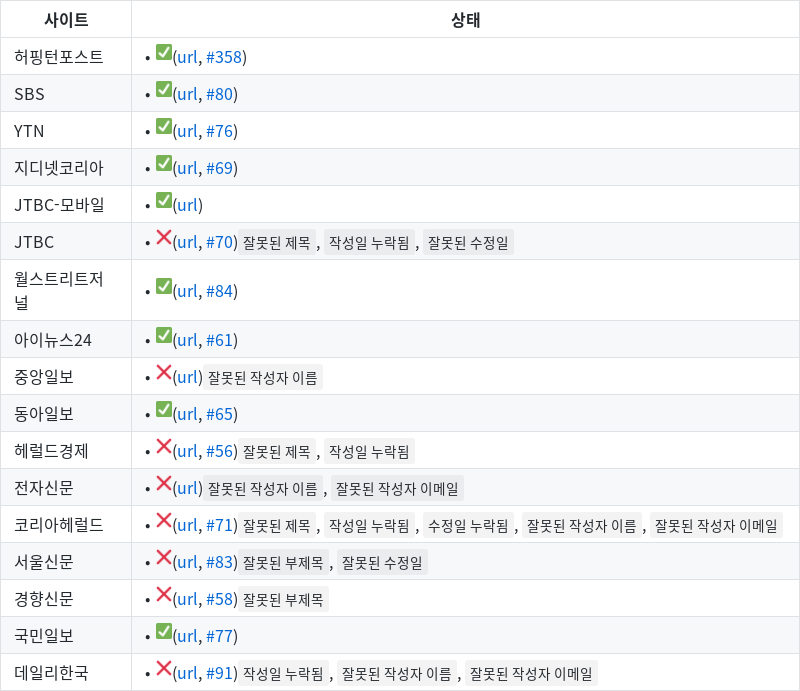 사이트 상태
허핑턴포스트 • ✅(url, #358)
SBS • ✅(url, #80)
YTN • ✅(url, #76)
지디넷코리아 • ✅(url, #69)
JTBC-모바일 • ✅(url)
JTBC • ❌(url, #70) 잘못된 제목 , 작성일 누락됨 , 잘못된 수정일
월스트리트저
널 • ✅(url, #84)
아이뉴스24 • ✅(url, #61)
중앙일보 • ❌(url) 잘못된 작성자 이름
동아일보 • ✅(url, #65)
헤럴드경제 • ❌(url, #56) 잘못된 제목 , 작성일 누락됨
전자신문 • ❌(url) 잘못된 작성자 이름 , 잘못된 작성자 이메일
코리아헤럴드 • ❌(url, #71) 잘못된 제목 , 작성일 누락됨 , 수정일 누락됨 , 잘못된 작성자 이름 , 잘못된 작성자 이메일
서울신문 • ❌(url, #83) 잘못된 부제목 , 잘못된 수정일
경향신문 • ❌(url, #58) 잘못된 부제목
국민일보 • ✅(url, #77)
데일리한국 • ❌(url, #91) 작성일 누락됨 , 잘못된 작성자 이름 , 잘못된 작성자 이메일